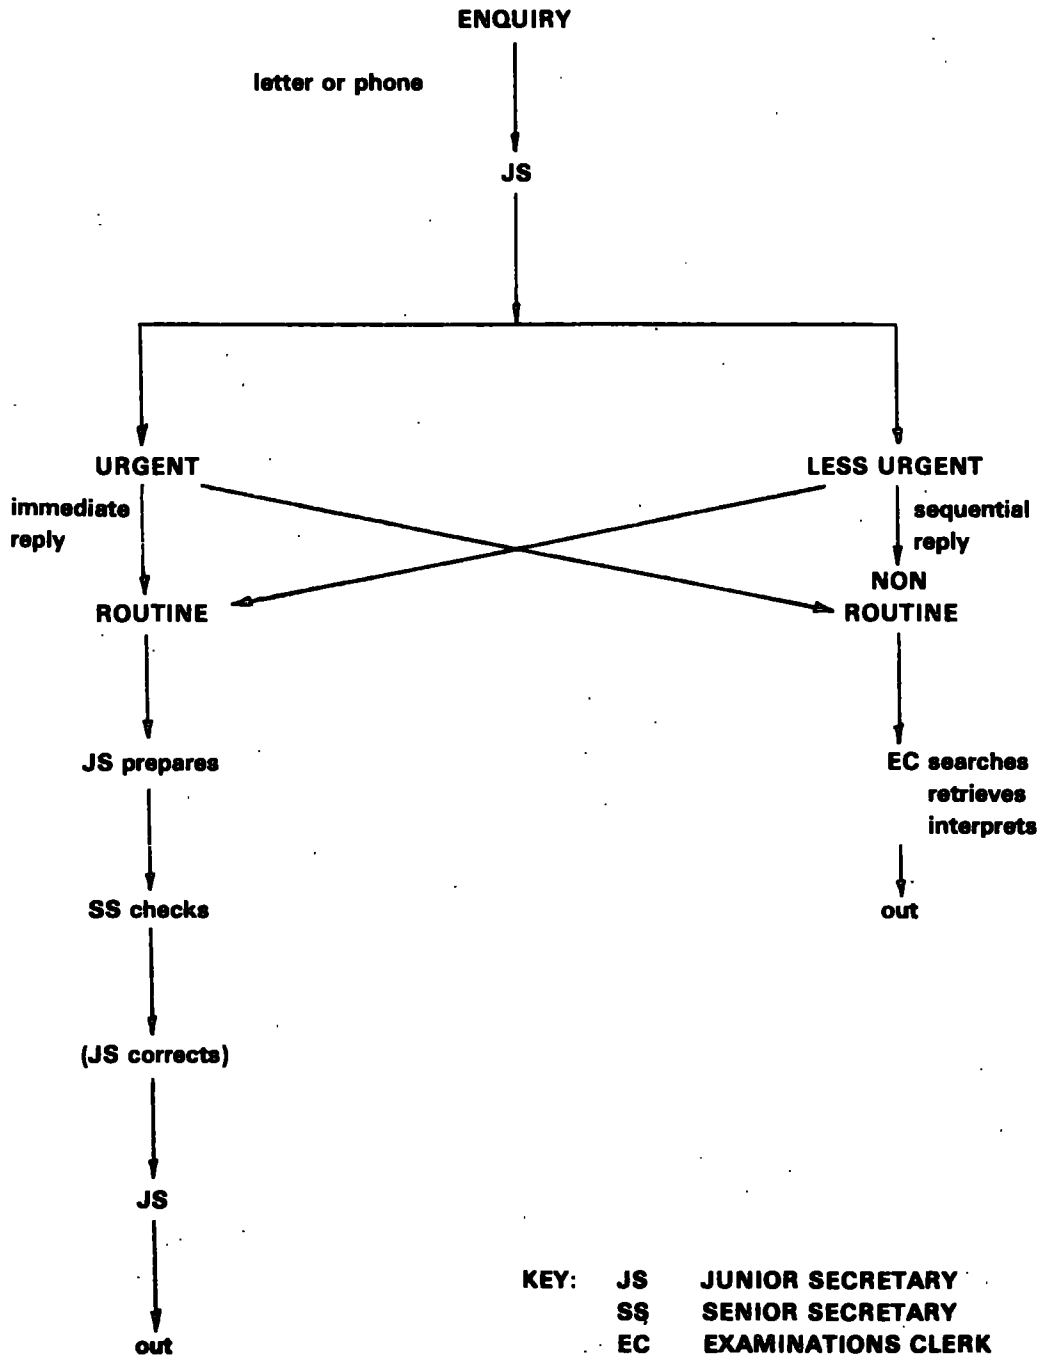 ENQUIRY
letter or phone
JS
URGENT
LESS URGENT
immediate
reply
sequential
reply
ROUTINE
NON
ROUTINE
JS prepares
EC searches
retrieves
interprets
SS checks
out
(JS corrects)
JS
out
KEY: JS JUNIOR SECRETARY
SS SENIOR SECRETARY
EC EXAMINATIONS CLERK